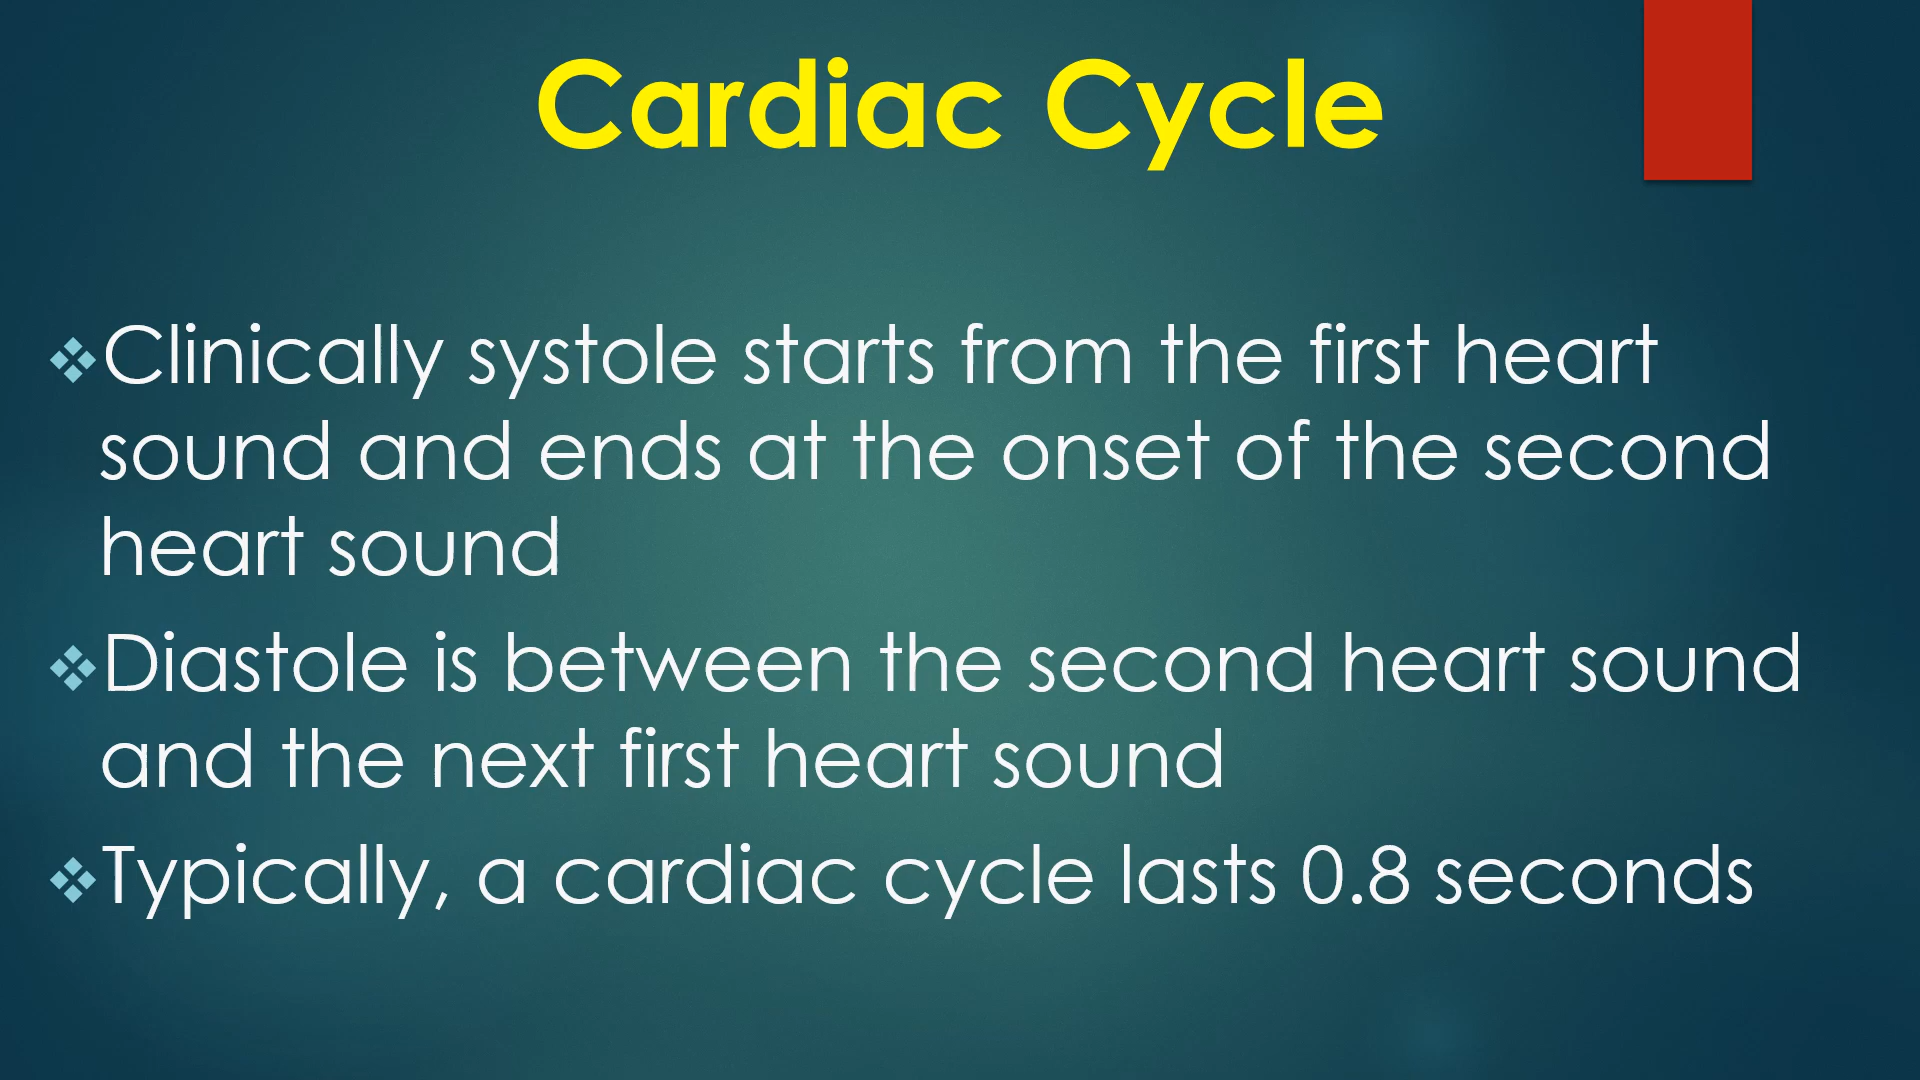 Cardiac Cycle
❖Clinically systole starts from the first heart
sound and ends at the onset of the second
heart sound
❖Diastole is between the second heart sound
and the next first heart sound
❖Typically, a cardiac cycle lasts 0.8 seconds